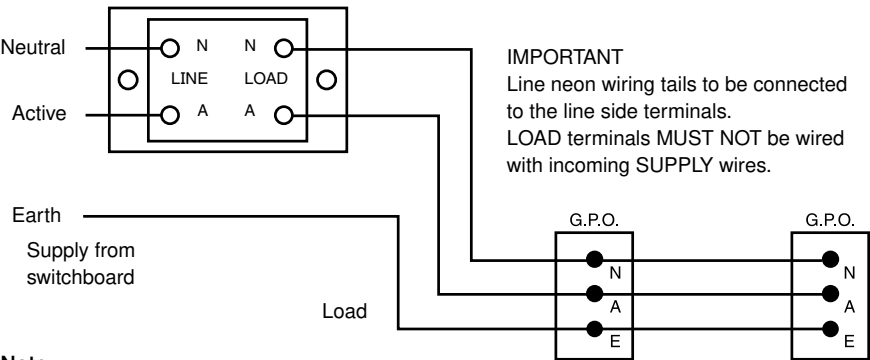 Neutral
N N
LINE LOAD
Active
A A
IMPORTANT
Line neon wiring tails to be connected
to the line side terminals.
LOAD terminals MUST NOT be wired
with incoming SUPPLY wires.
Earth
Supply from
switchboard
Load
G.P.O.
N
A
E
G.P.O.
N
A
E